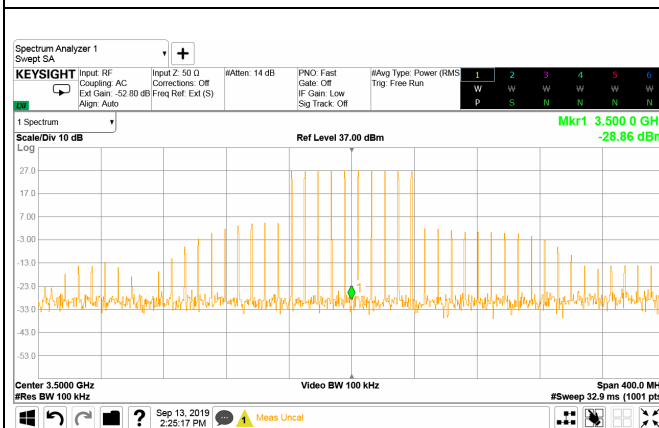 Spectrum Analyzer 1
Swept SA
+
KEYSIGHT
Input: RF
Coupling: AC
Ext Gain: -52.80 dB
Align: Auto
Input Z: 50 Ω
Corrections: Off
Freq Ref: Ext (S)
#Atten: 14 dB
PNO: Fast
Gate: Off
IF Gain: Low
Sig Track: Off
#Avg Type: Power (RMS
Trig: Free Run
1 2 3 4 5 6
W W W W W W
P S N N N N
LXI
1 Spectrum
Mkr1 3.500 0 GH
Scale/Div 10 dB
Ref Level 37.00 dBm
-28.86 dBm
Log
27.0
17.0
7.00
-3.00
-13.0
-23.0
-33.0
-43.0
-53.0
1
Center 3.5000 GHz
Video BW 100 kHz
Span 400.0 MH
#Res BW 100 kHz
#Sweep 32.9 ms (1001 pts
?
Sep 13, 2019
2:25:17 PM
1
Meas Uncal